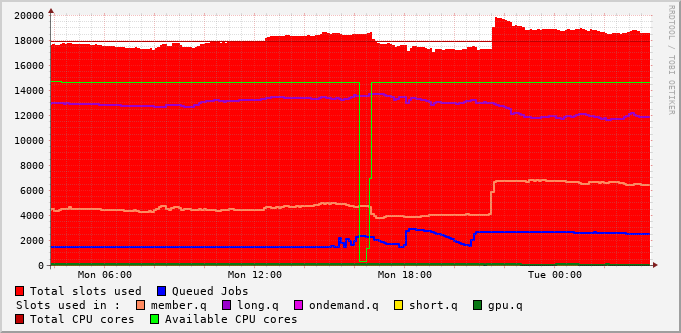 20000
18000
16000
14000
12000
10000
8000
6000
4000
2000
0
Mon 06:00 Mon 12:00 Mon 18:00 Tue 00:00
RRDTOOL / TOBI OETIKER
Total slots used Queued Jobs
Slots used in : member.q long.q ondemand.q short.q gpu.q
Total CPU cores Available CPU cores